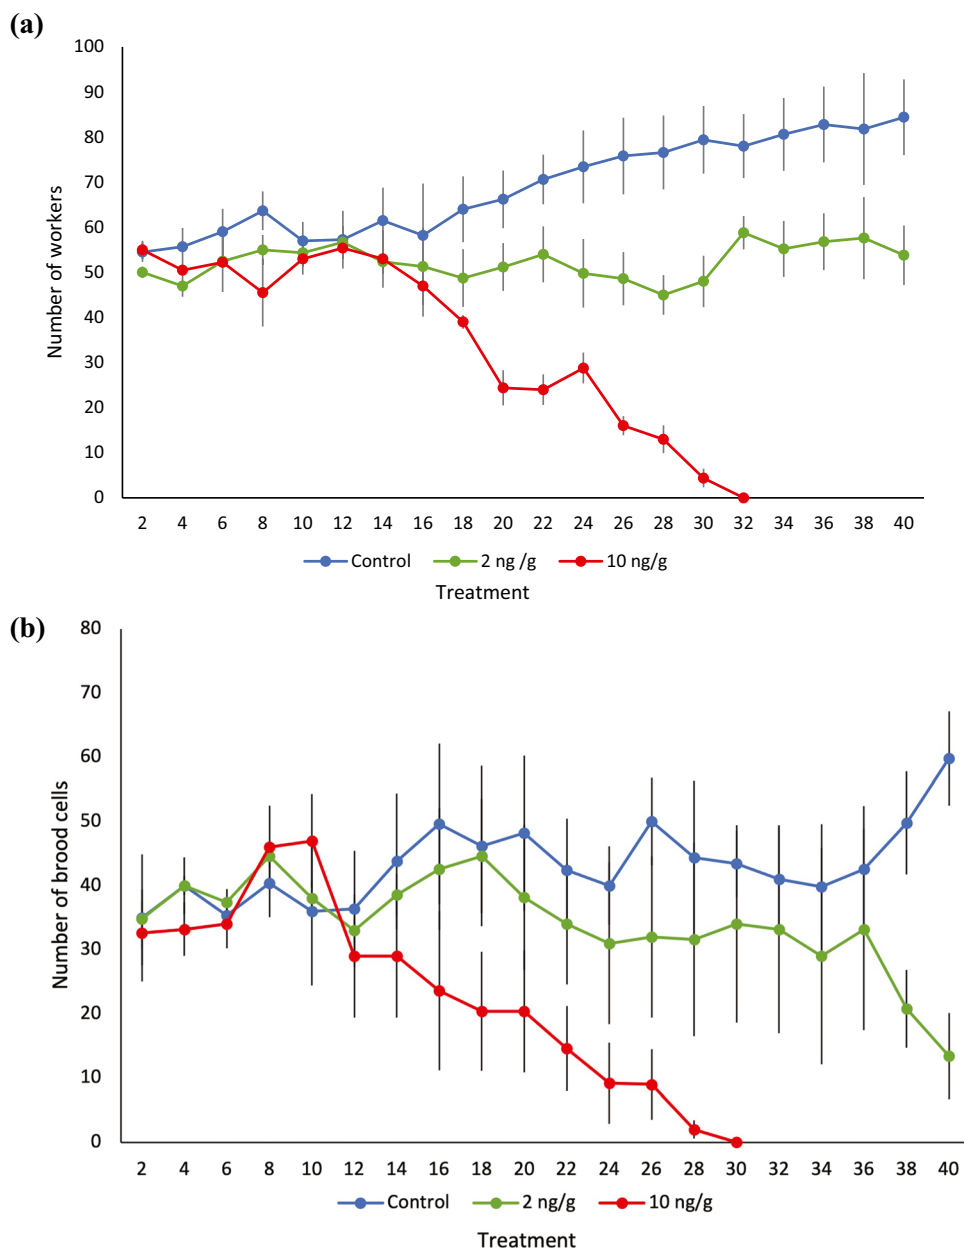 (a)
Number of workers
100
90
80
70
60
50
40
30
20
10
0
2 4 6 8 10 12 14 16 18 20 22 24 26 28 30 32 34 36 38 40
Control 2 ng /g 10 ng/g
Treatment
(b)
Number of brood cells
80
70
60
50
40
30
20
10
0
2 4 6 8 10 12 14 16 18 20 22 24 26 28 30 32 34 36 38 40
Control 2 ng/g 10 ng/g
Treatment